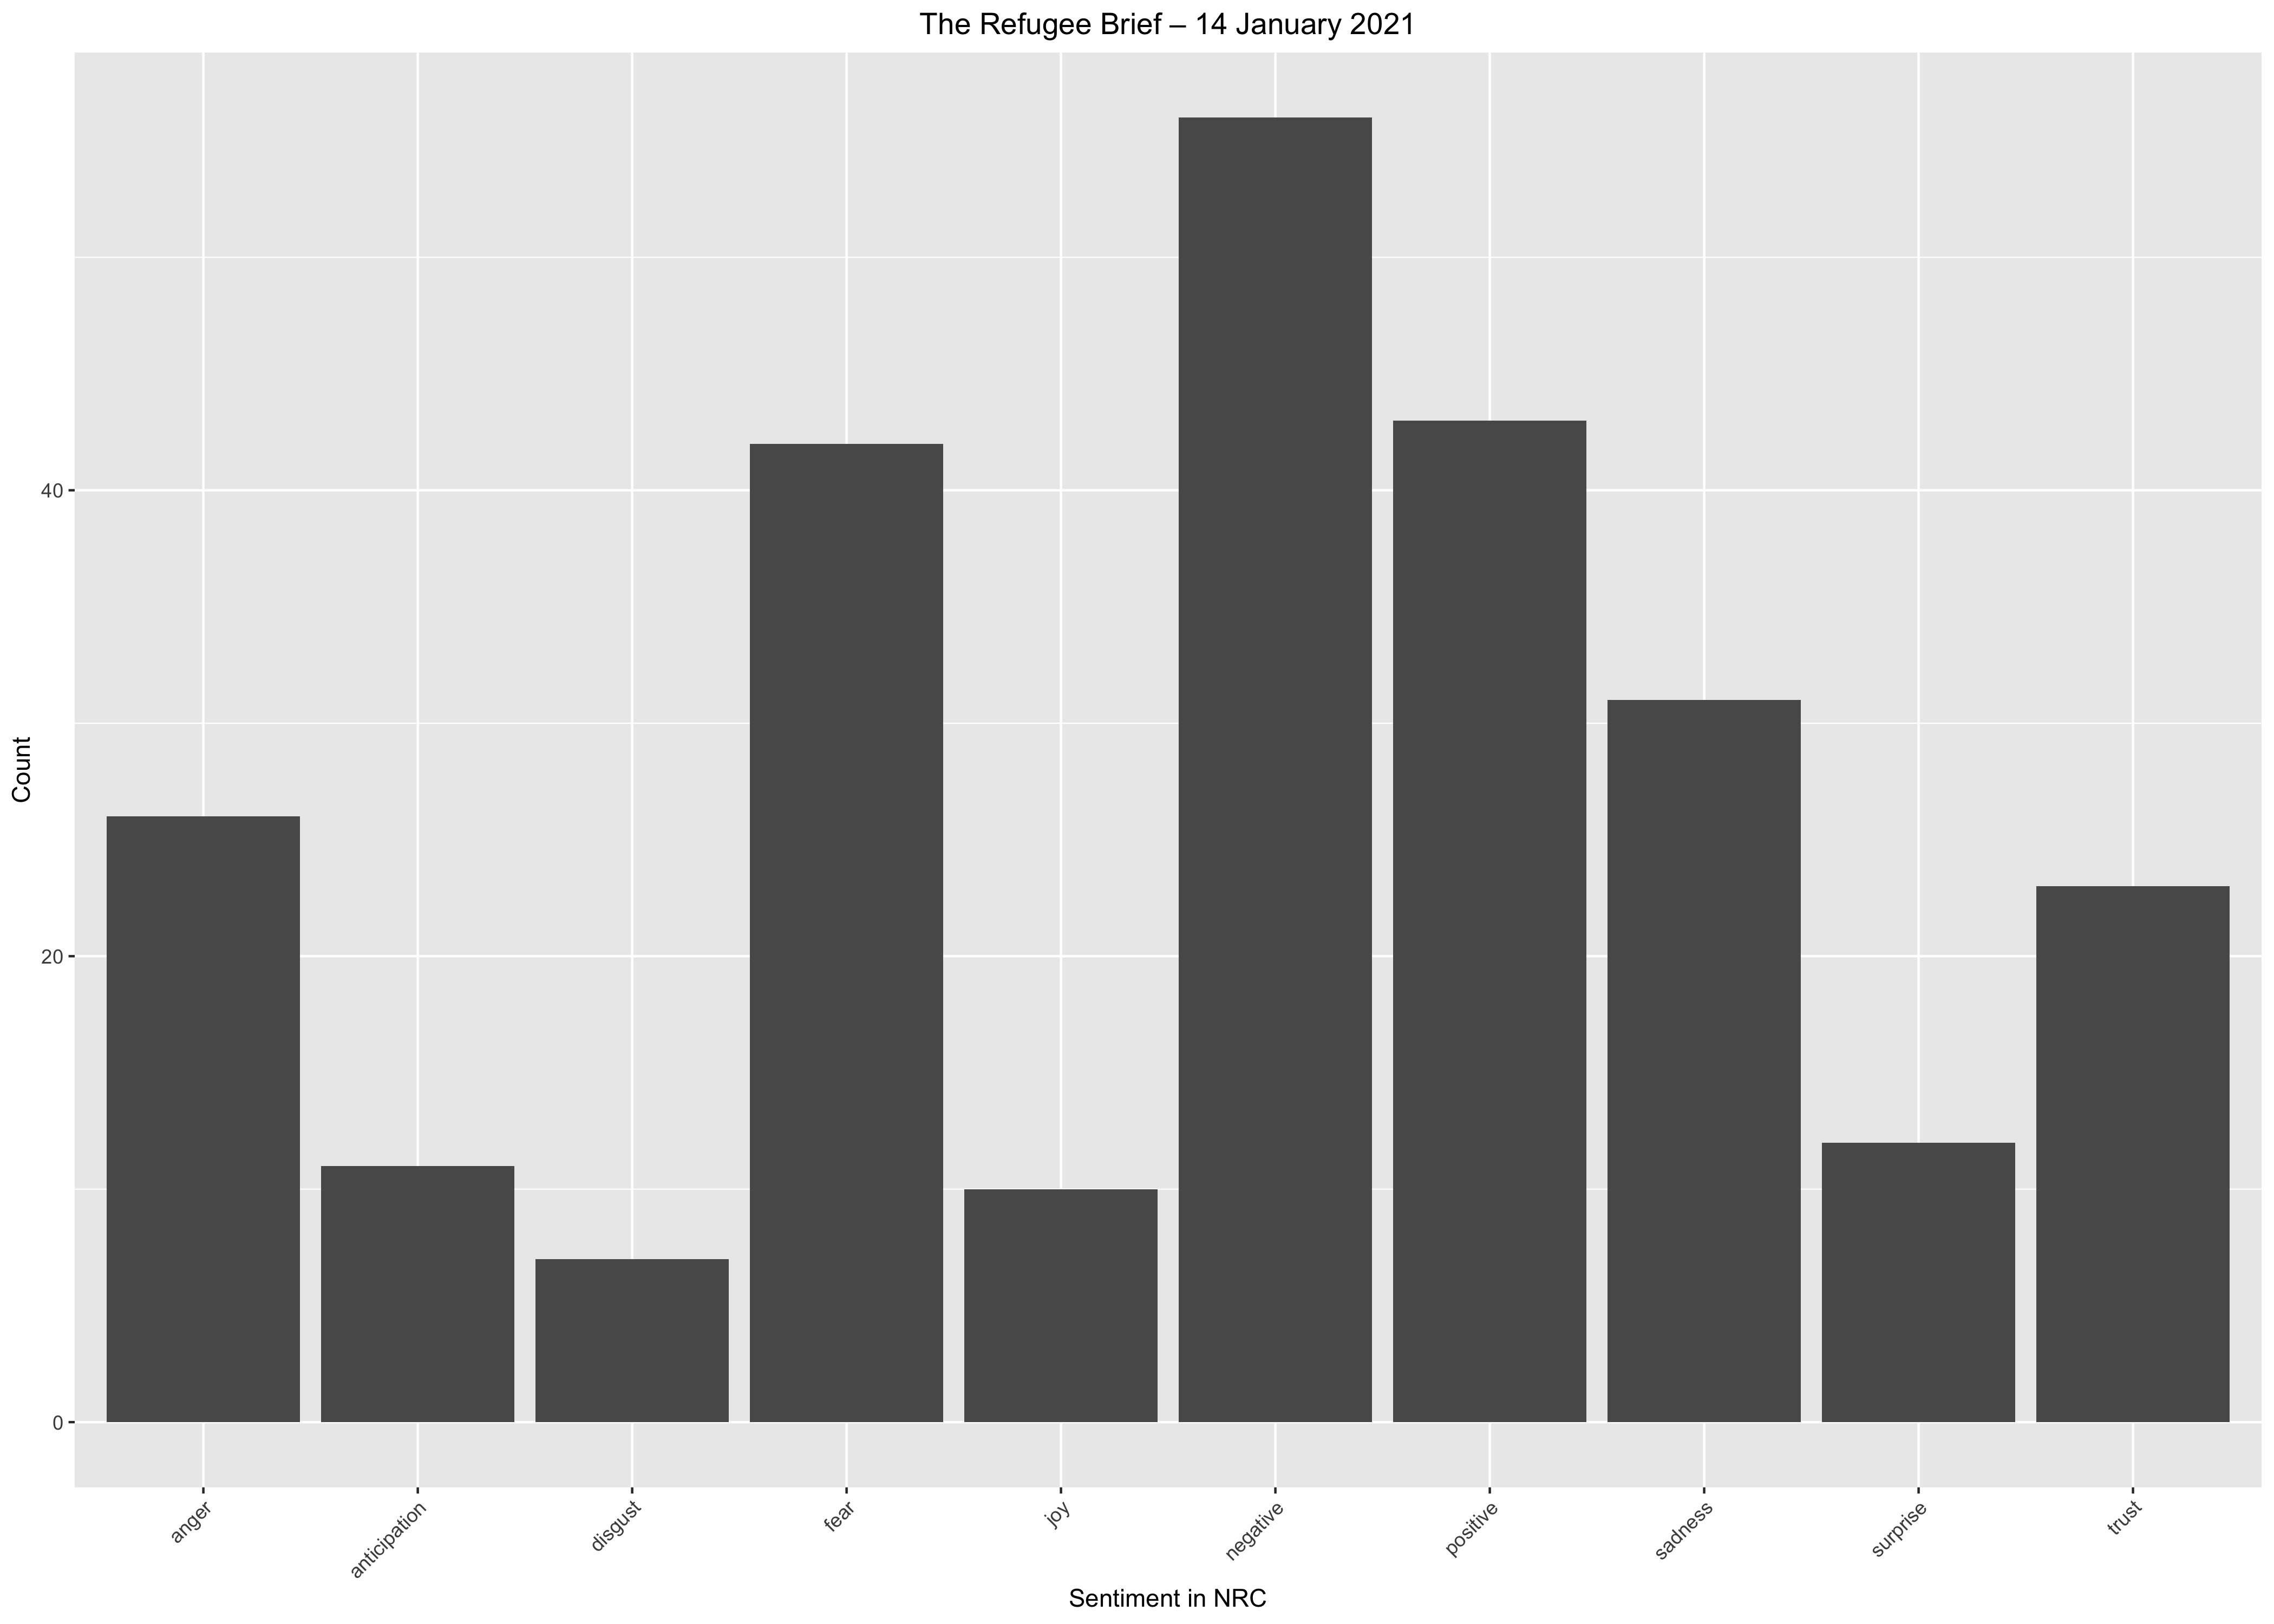 The Refugee Brief – 14 January 2021
Count
40
20
0
anger
anticipation
disgust
fear
joy
negative
positive
sadness
surprise
trust
Sentiment in NRC